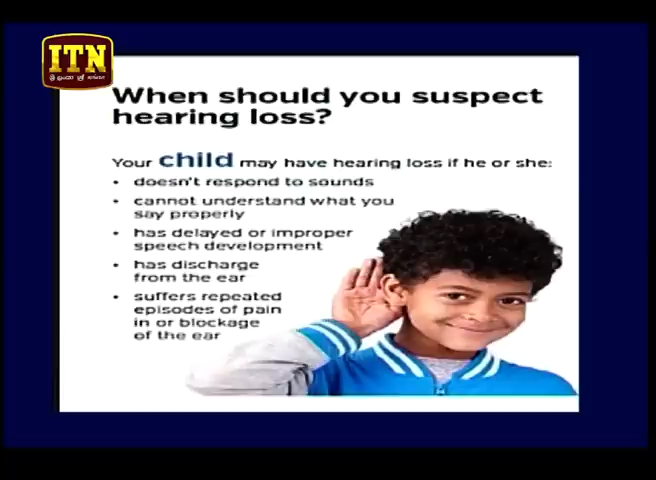 ITN
ශ්‍රී ලංකා ஸ்ரீ லங்கா
When should you suspect
hearing loss?
Your child may have hearing loss if he or she:
• doesn't respond to sounds
• cannot understand what you
say properly
• has delayed or improper
speech development
• has discharge
from the ear
• suffers repeated
episodes of pain
in or blockage
of the ear